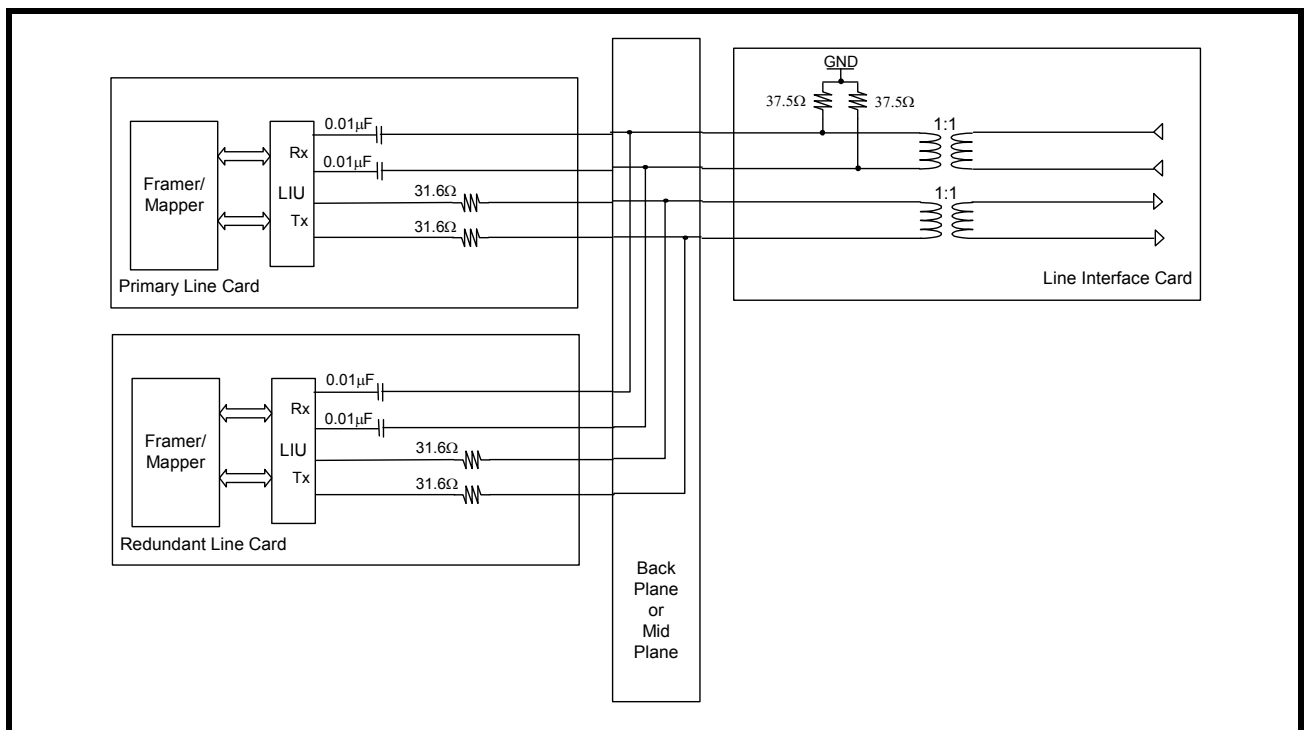 GND
37.5Ω
37.5Ω
1:1
1:1
Line Interface Card
0.01μF
0.01μF
31.6Ω
31.6Ω
Framer/
Mapper
Rx
LIU
Tx
Primary Line Card
0.01μF
0.01μF
31.6Ω
31.6Ω
Framer/
Mapper
Rx
LIU
Tx
Redundant Line Card
Back
Plane
or
Mid
Plane